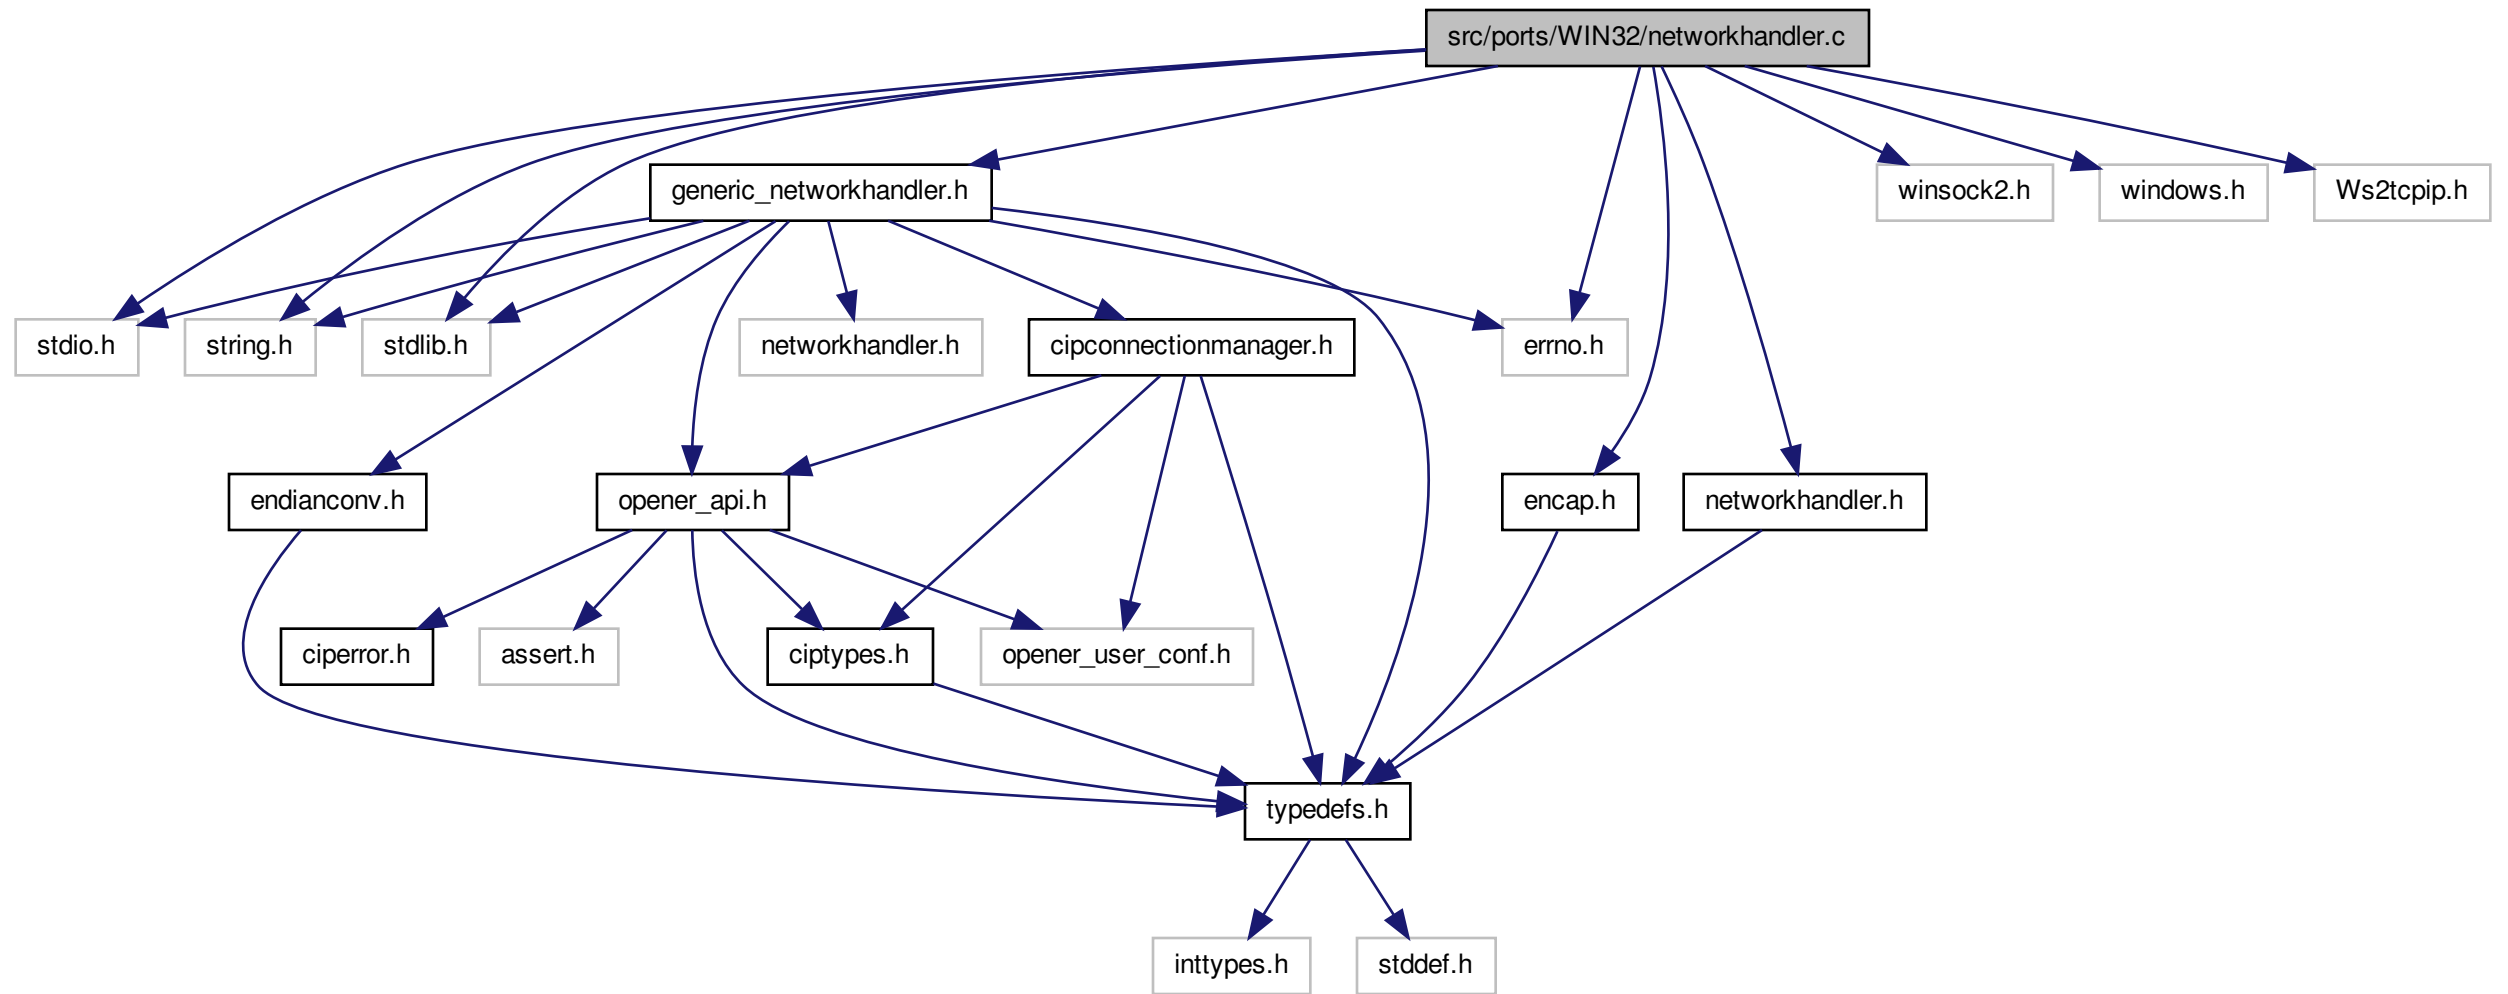 src/ports/WIN32/networkhandler.c
generic_networkhandler.h
winsock2.h
windows.h
Ws2tcpip.h
stdio.h
string.h
stdlib.h
networkhandler.h
cipconnectionmanager.h
errno.h
endianconv.h
opener_api.h
encap.h
networkhandler.h
ciperror.h
assert.h
ciptypes.h
opener_user_conf.h
typedefs.h
inttypes.h
stddef.h